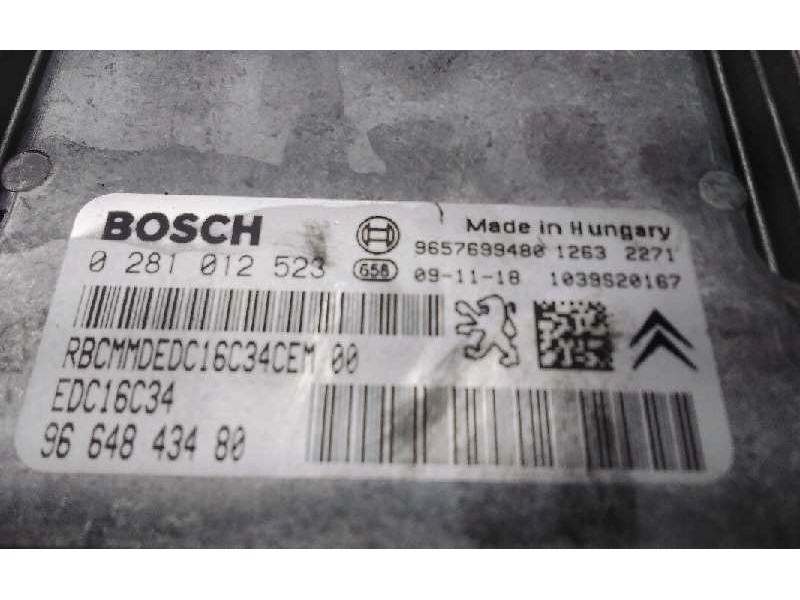 BOSCH
Made in Hungary
9657699480 1263 2271
0 281 012 523
G58
09-11-18 1039S20167
RBCMMDEDC16C34CEM 00
EDC16C34
96 648 434 80